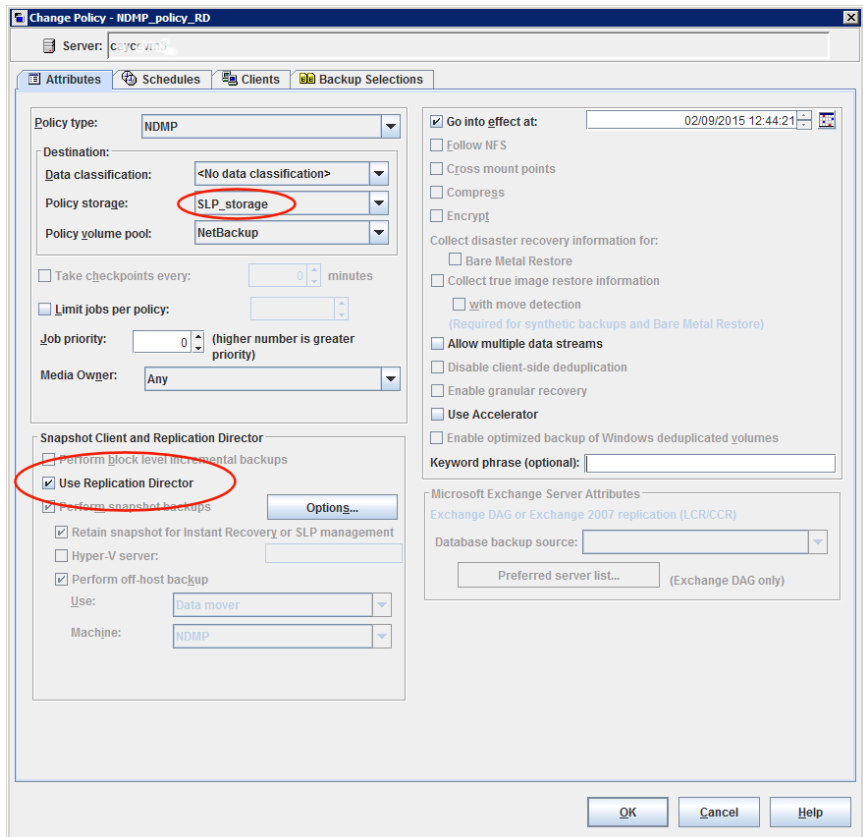 Change Policy - NDMP_policy_RD
Server:
Attributes
Schedules
Clients
Backup Selections
Policy type:
NDMP
Destination:
Data classification:
<No data classification>
Policy storage:
SLP_storage
Policy volume pool:
NetBackup
Take checkpoints every:
0
minutes
Limit jobs per policy:
Job priority:
0
(higher number is greater
priority)
Media Owner:
Any
Snapshot Client and Replication Director
Perform block level incremental backups
Use Replication Director
Perform snapshot backups
Options...
Retain snapshot for Instant Recovery or SLP management
Hyper-V server:
Perform off-host backup
Use:
Data mover
Machine:
NDMP
Go into effect at:
02/09/2015 12:44:21
Follow NFS
Cross mount points
Compress
Encrypt
Collect disaster recovery information for:
Bare Metal Restore
Collect true image restore information
with move detection
(Required for synthetic backups and Bare Metal Restore)
Allow multiple data streams
Disable client-side deduplication
Enable granular recovery
Use Accelerator
Enable optimized backup of Windows deduplicated volumes
Keyword phrase (optional):
Microsoft Exchange Server Attributes
Exchange DAG or Exchange 2007 replication (LCR/CCR)
Database backup source:
Preferred server list...
(Exchange DAG only)
OK
Cancel
Help